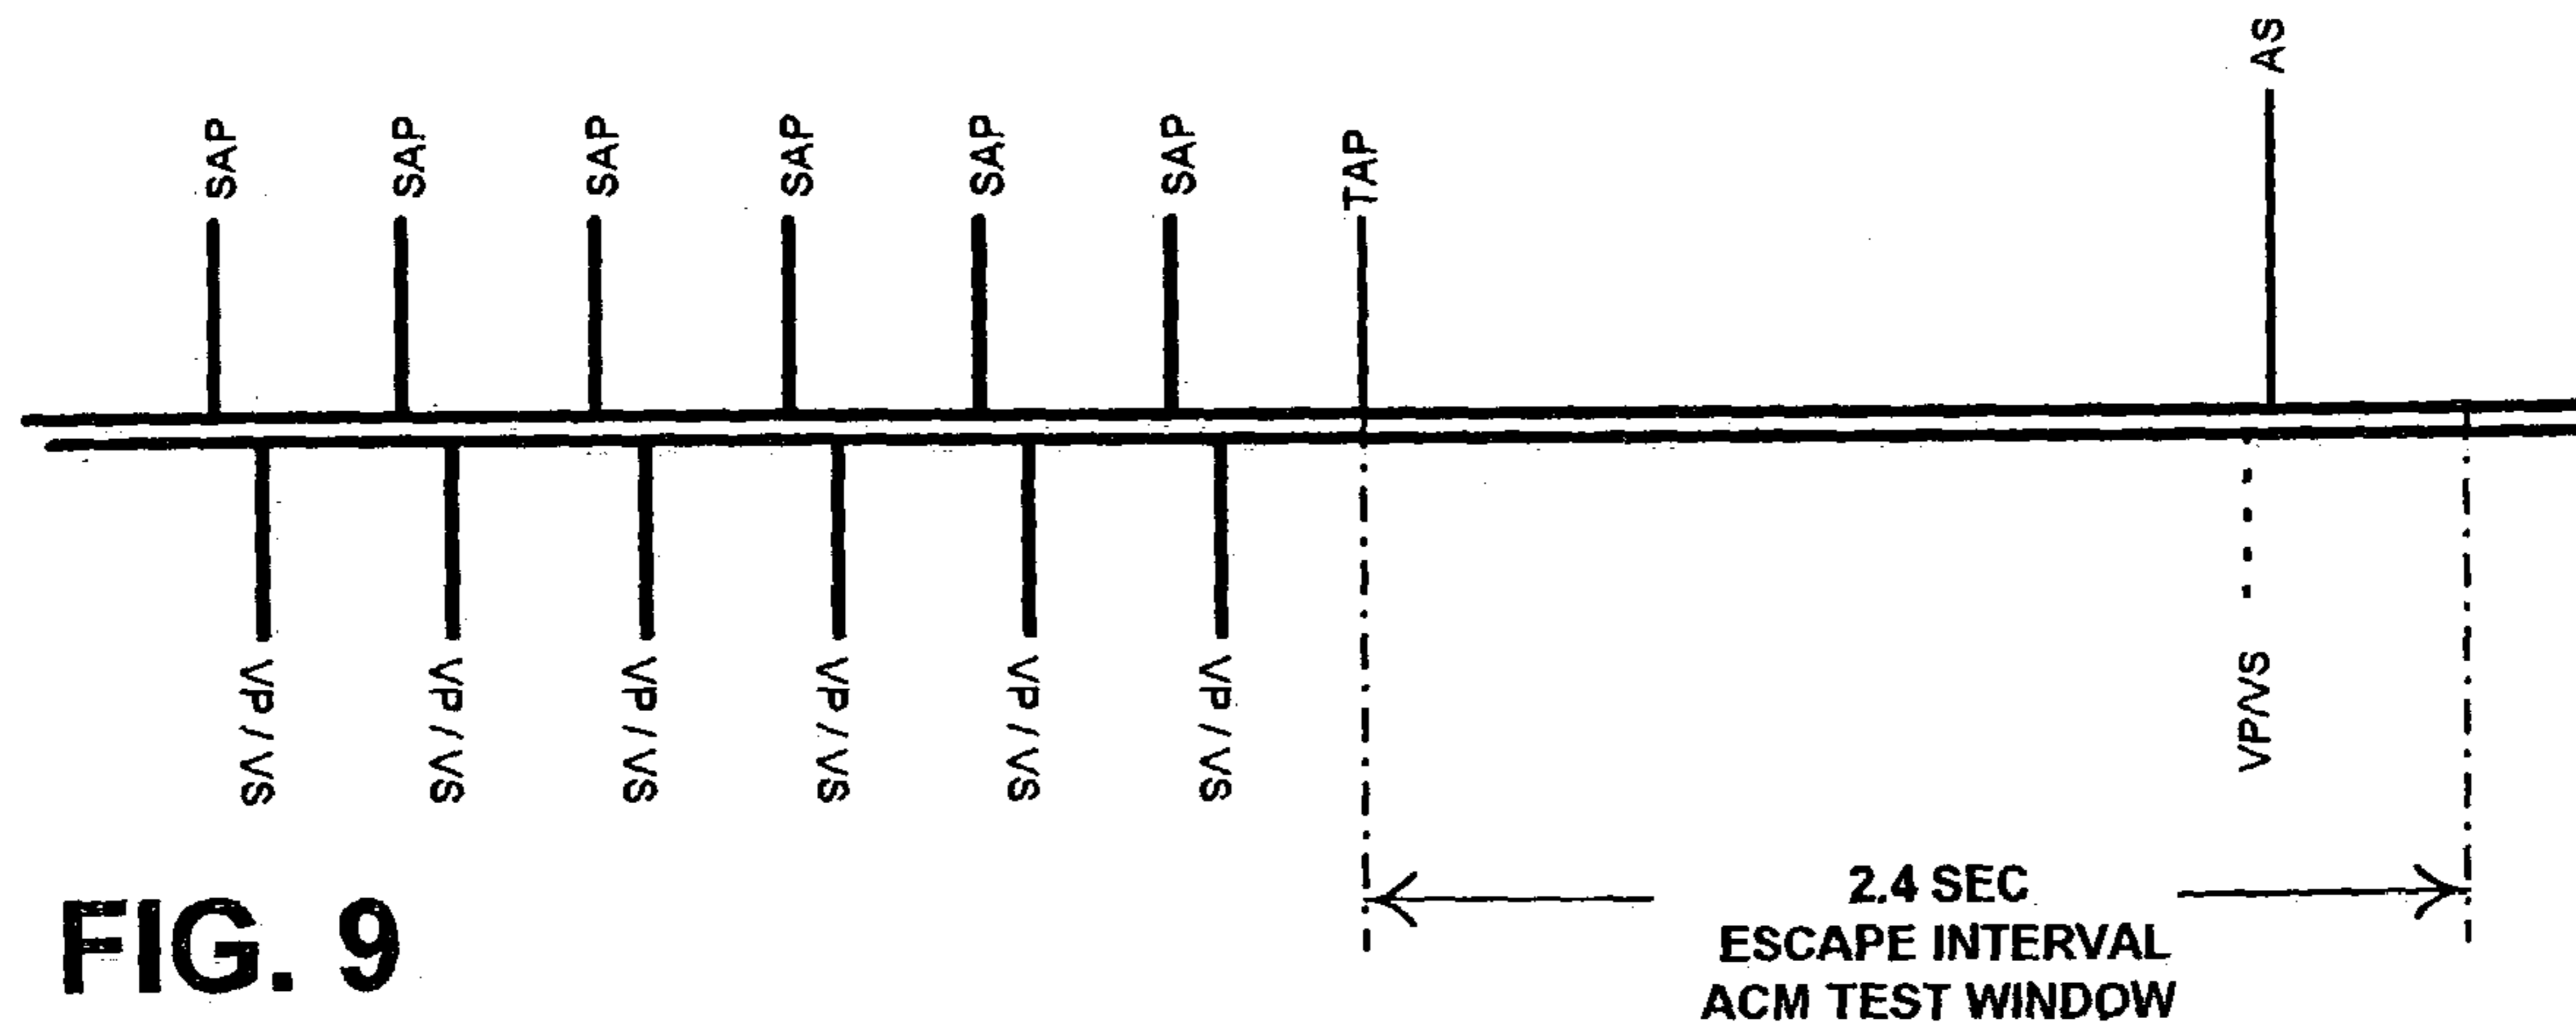 SAP
SAP
SAP
SAP
SAP
SAP
TAP
AS
VP / VS
VP / VS
VP / VS
VP / VS
VP / VS
VP / VS
VP/VS
2.4 SEC
ESCAPE INTERVAL
ACM TEST WINDOW
FIG. 9